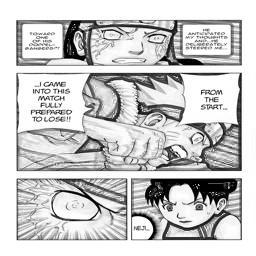 HE
ANTICIPATED
MY THOUGHTS
AND...HE
DELIBERATELY
STEERED ME...
TOWARD
ONE OF
HIS
DOPPEL-
GANGERS??
FROM
THE
START...
...I CAME
INTO THIS
MATCH
FULLY
PREPARED
TO LOSE!!
NEJI...